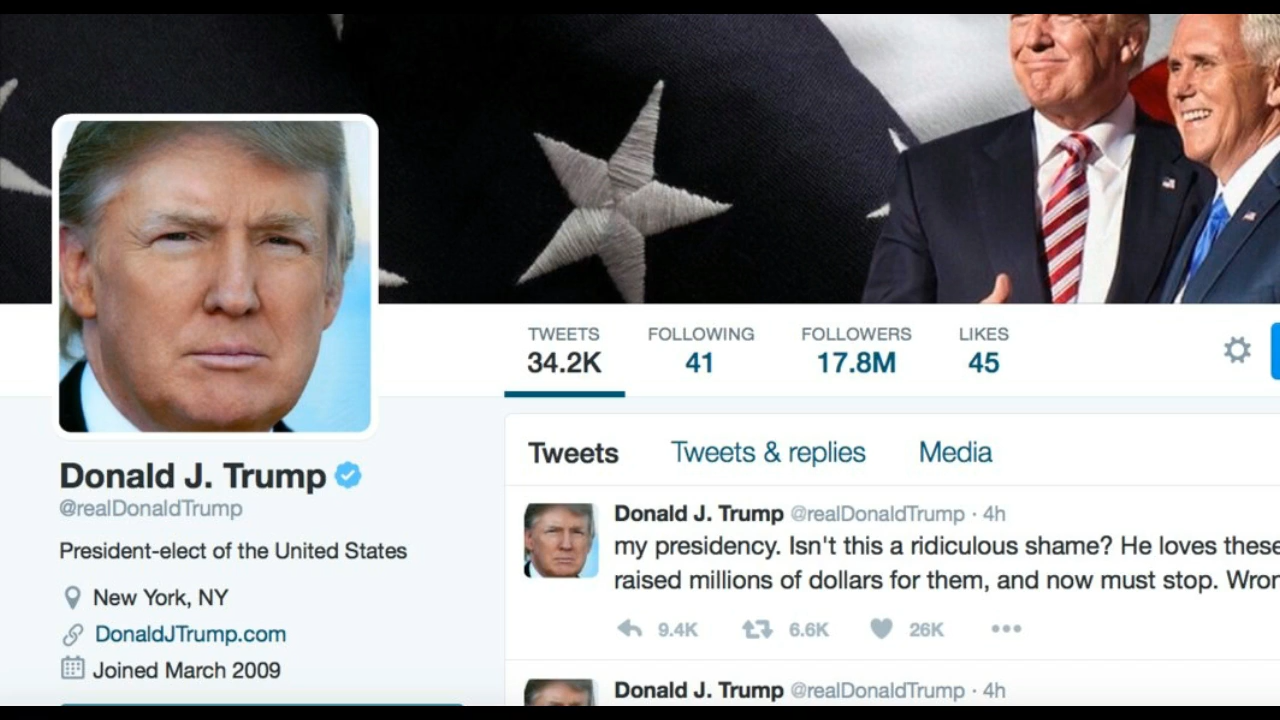 TWEETS FOLLOWING FOLLOWERS LIKES
34.2K 41 17.8M 45
Donald J. Trump
@realDonaldTrump
President-elect of the United States
New York, NY
DonaldJTrump.com
Joined March 2009
Tweets Tweets & replies Media
Donald J. Trump @realDonaldTrump · 4h
my presidency. Isn't this a ridiculous shame? He loves these
raised millions of dollars for them, and now must stop.
9.4K 6.6K 26K
Donald J. Trump @realDonaldTrump · 4h